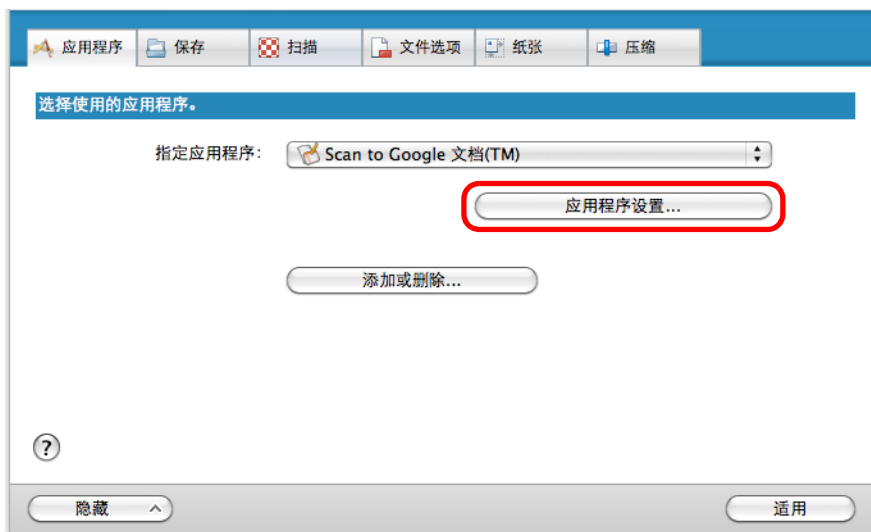 应用程序 保存 扫描 文件选项 纸张 压缩
选择使用的应用程序。
指定应用程序: Scan to Google 文档(TM)
应用程序设置...
添加或删除...
?
隐藏 适用